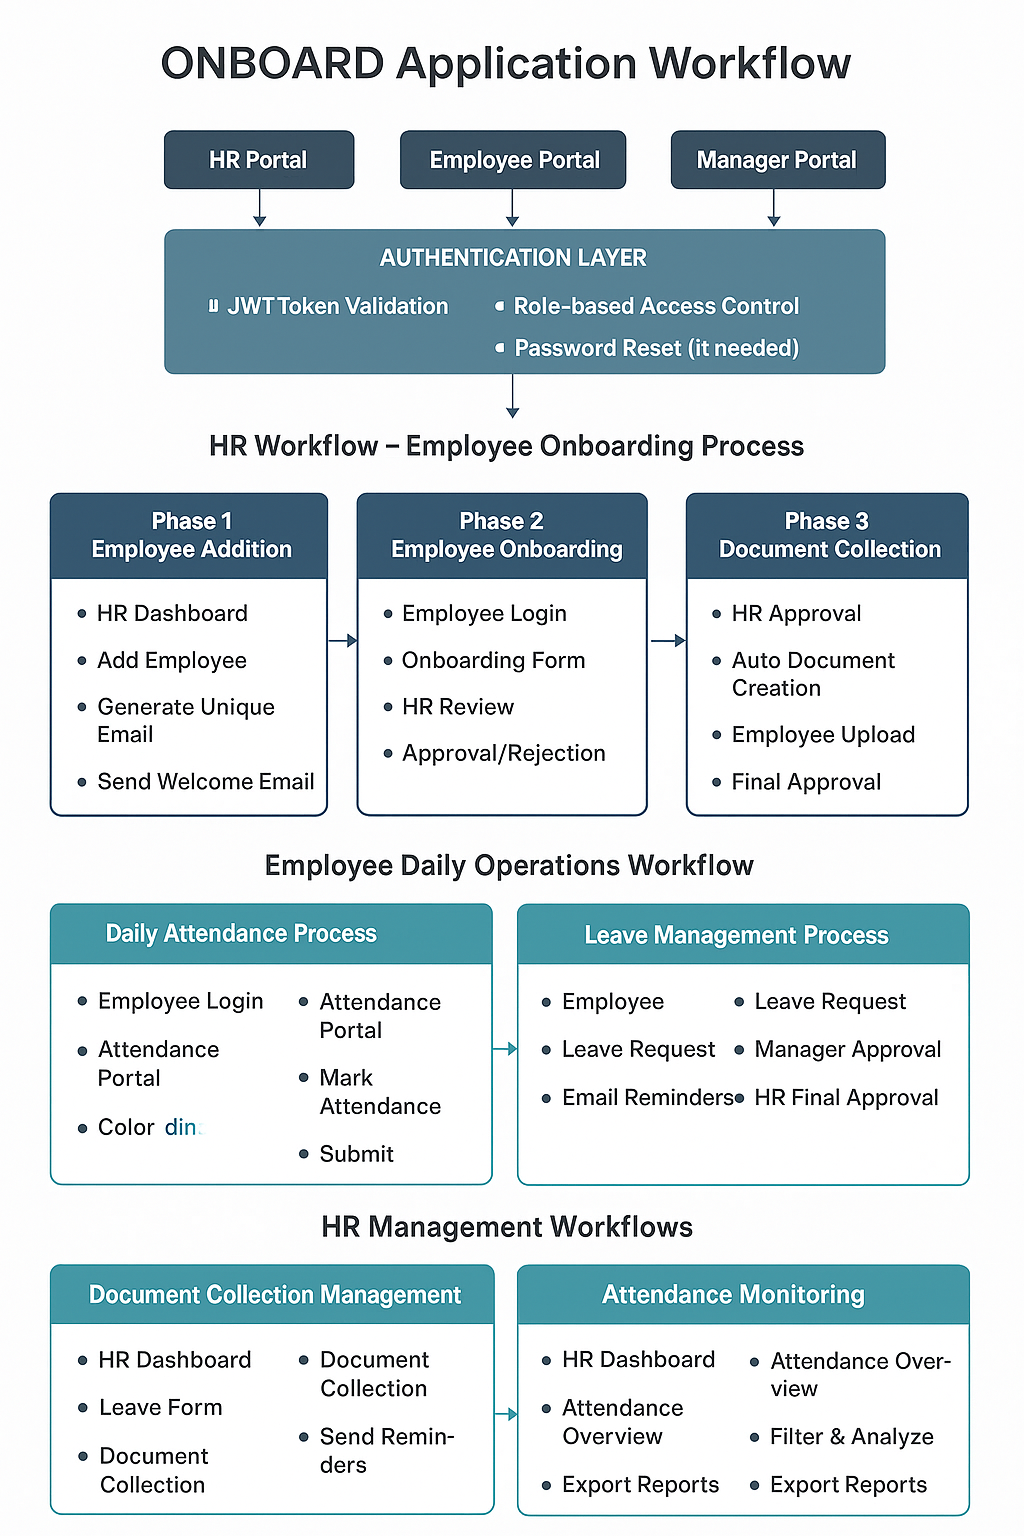 ONBOARD Application Workflow
HR Portal
Employee Portal
Manager Portal
AUTHENTICATION LAYER
JWT Token Validation
Role-based Access Control
Password Reset (it needed)
HR Workflow – Employee Onboarding Process
Phase 1
Employee Addition
• HR Dashboard
• Add Employee
• Generate Unique
Email
• Send Welcome Email
Phase 2
Employee Onboarding
• Employee Login
• Onboarding Form
• HR Review
• Approval/Rejection
Phase 3
Document Collection
• HR Approval
• Auto Document
Creation
• Employee Upload
• Final Approval
Employee Daily Operations Workflow
Daily Attendance Process
• Employee Login
• Attendance
Portal
• Color din
• Attendance
Portal
• Mark
Attendance
• Submit
Leave Management Process
• Employee
• Leave Request
• Email Reminders
• Leave Request
• Manager Approval
• HR Final Approval
HR Management Workflows
Document Collection Management
• HR Dashboard
• Leave Form
• Document
Collection
• Document
Collection
• Send Remin-
ders
Attendance Monitoring
• HR Dashboard
• Attendance
Overview
• Export Reports
• Attendance Over-
view
• Filter & Analyze
• Export Reports